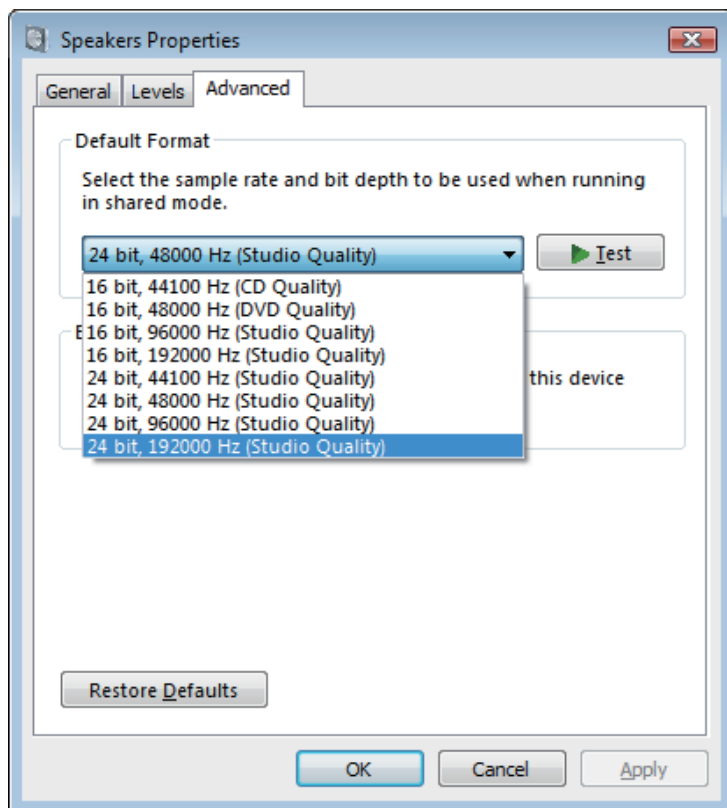 Speakers Properties
General Levels Advanced
Default Format
Select the sample rate and bit depth to be used when running
in shared mode.
24 bit, 48000 Hz (Studio Quality) Test
16 bit, 44100 Hz (CD Quality)
16 bit, 48000 Hz (DVD Quality)
16 bit, 96000 Hz (Studio Quality)
16 bit, 192000 Hz (Studio Quality)
24 bit, 44100 Hz (Studio Quality)
this device
24 bit, 48000 Hz (Studio Quality)
24 bit, 96000 Hz (Studio Quality)
24 bit, 192000 Hz (Studio Quality)
Restore Defaults
OK Cancel Apply